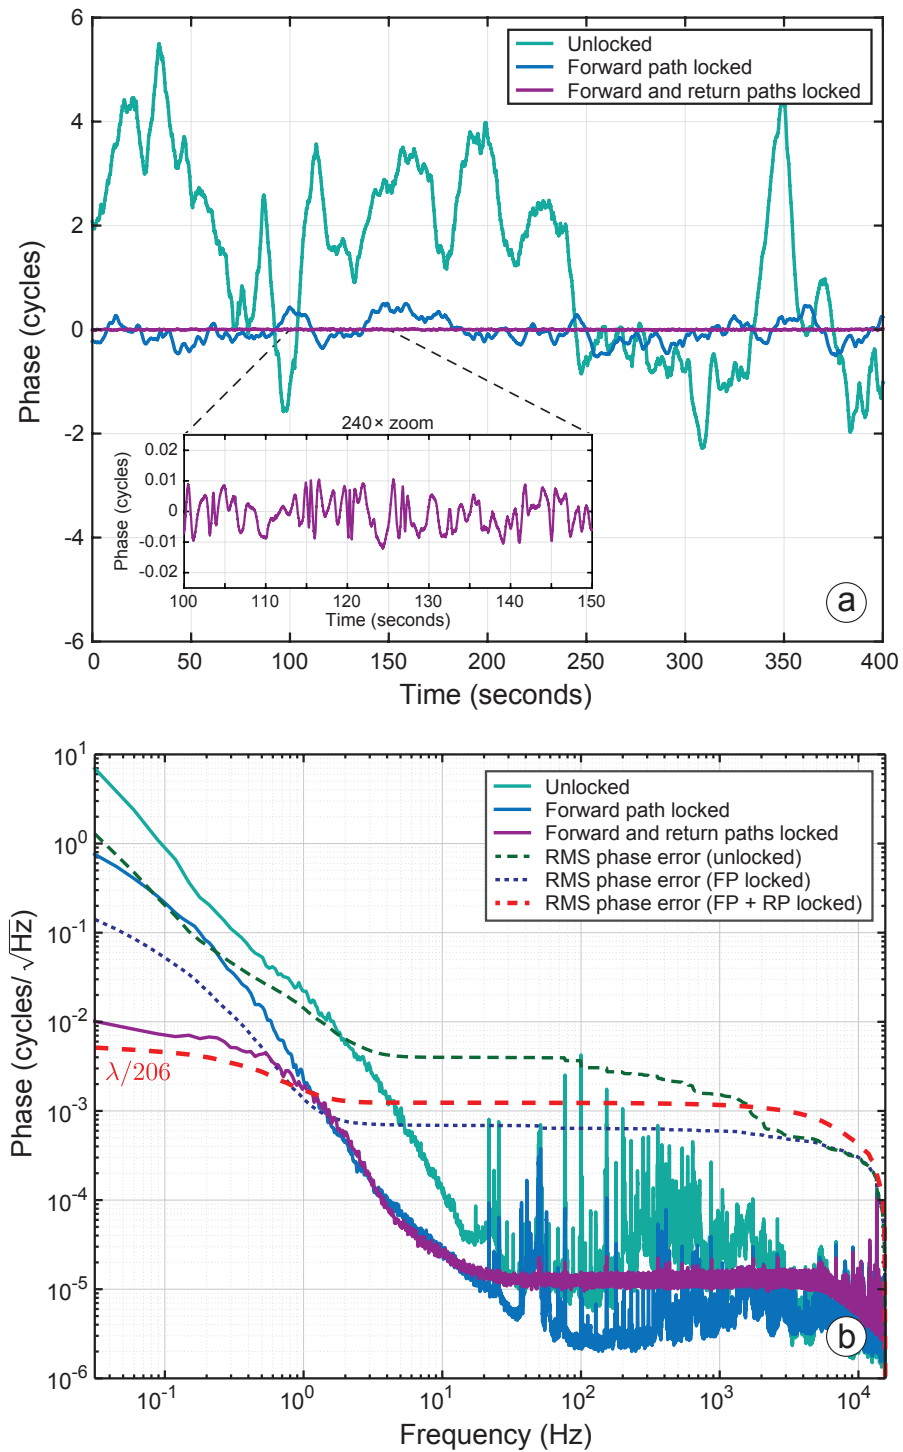 6
4
2
0
-2
-4
-6
Phase (cycles)
Unlocked
Forward path locked
Forward and return paths locked
240× zoom
0.02
0.01
0
-0.01
-0.02
Phase (cycles)
100 110 120 130 140 150
Time (seconds)
a
0 50 100 150 200 250 300 350 400
Time (seconds)
10^1
10^0
10^-1
10^-2
10^-3
10^-4
10^-5
10^-6
Phase (cycles/ √Hz)
Unlocked
Forward path locked
Forward and return paths locked
RMS phase error (unlocked)
RMS phase error (FP locked)
RMS phase error (FP + RP locked)
λ/206
b
10^-1 10^0 10^1 10^2 10^3 10^4
Frequency (Hz)